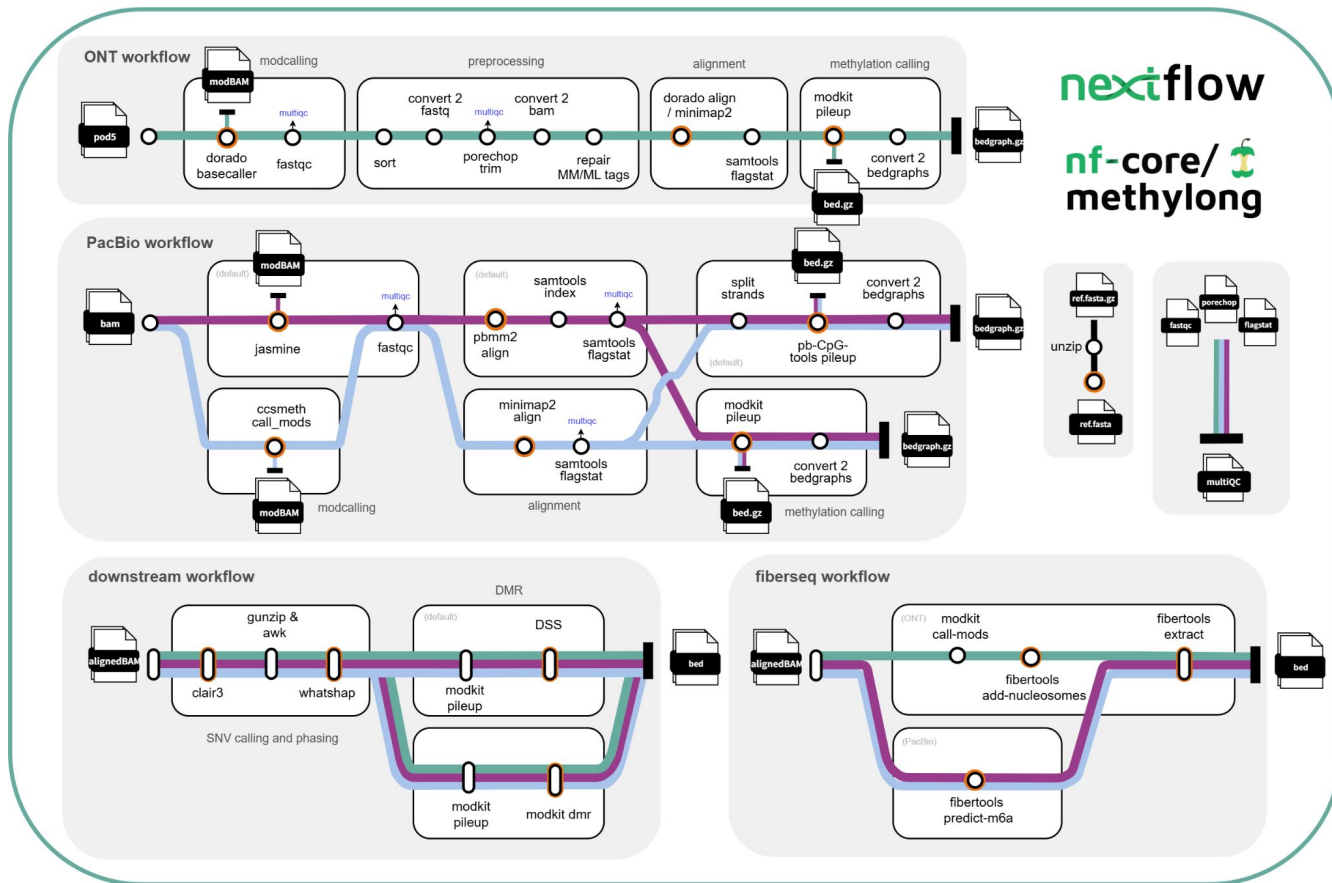 ONT workflow
modcalling
preprocessing
alignment
methylation calling
modBAM
pod5
multiqc
dorado
basecaller
fastqc
sort
convert 2
fastq
multiqc
porechop
trim
convert 2
bam
repair
MM/ML tags
dorado align
/ minimap2
samtools
flagstat
modkit
pileup
bed.gz
convert 2
bedgraphs
bedgraph.gz
nextflow
nf-core/
methylong
PacBio workflow
(default)
modBAM
bam
jasmine
multiqc
fastqc
ccsmeth
call_mods
modBAM
modcalling
(default)
pbmm2
align
samtools
index
multiqc
samtools
flagstat
minimap2
align
multiqc
samtools
flagstat
alignment
bed.gz
split
strands
pb-CpG-
tools pileup
convert 2
bedgraphs
(default)
bedgraph.gz
modkit
pileup
convert 2
bedgraphs
bed.gz
bedgraph.gz
methylation calling
ref.fasta.gz
unzip
ref.fasta
fastqc
porechop
flagstat
multiQC
downstream workflow
alignedBAM
clair3
gunzip &
awk
whatshap
SNV calling and phasing
DMR
(default)
modkit
pileup
DSS
modkit
pileup
modkit dmr
bed
fiberseq workflow
alignedBAM
(ONT)
modkit
call-mods
fibertools
add-nucleosomes
fibertools
extract
(PacBio)
fibertools
predict-m6a
bed